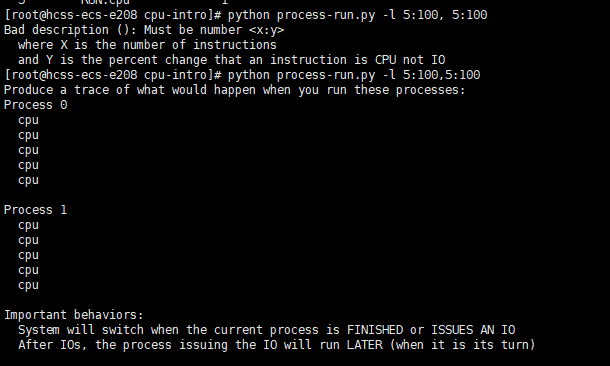 [root@hcss-ecs-e208 cpu-intro]# python process-run.py -l 5:100, 5:100
Bad description (): Must be number <x:y>
  where X is the number of instructions
  and Y is the percent change that an instruction is CPU not IO
[root@hcss-ecs-e208 cpu-intro]# python process-run.py -l 5:100,5:100
Produce a trace of what would happen when you run these processes:
Process 0
  cpu
  cpu
  cpu
  cpu
  cpu

Process 1
  cpu
  cpu
  cpu
  cpu
  cpu

Important behaviors:
  System will switch when the current process is FINISHED or ISSUES AN IO
  After IOs, the process issuing the IO will run LATER (when it is its turn)